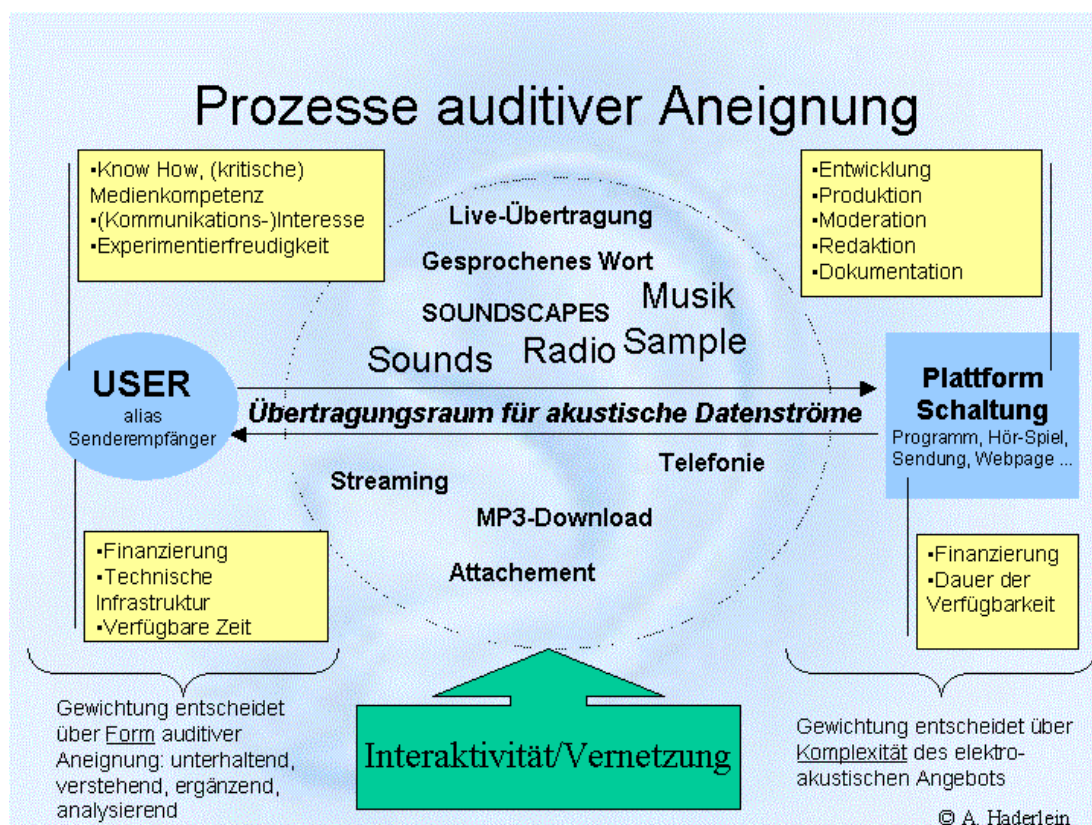 Prozesse auditiver Aneignung
▪Know How, (kritische)
Medienkompetenz
▪(Kommunikations-)Interesse
▪Experimentierfreudigkeit
▪Entwicklung
▪Produktion
▪Moderation
▪Redaktion
▪Dokumentation
Live-Übertragung
Gesprochenes Wort
Musik
SOUNDSCAPES
Sounds Radio Sample
USER
alias
Senderempfänger
Übertragungsraum für akustische Datenströme
Plattform
Schaltung
Programm, Hör-Spiel,
Sendung, Webpage ...
Telefonie
Streaming
MP3-Download
Attachement
▪Finanzierung
▪Technische
Infrastruktur
▪Verfügbare Zeit
▪Finanzierung
▪Dauer der
Verfügbarkeit
Gewichtung entscheidet
über Form auditiver
Aneignung: unterhaltend,
verstehend, ergänzend,
analysierend
Interaktivität/Vernetzung
Gewichtung entscheidet über
Komplexität des elektro-
akustischen Angebots
© A. Haderlein